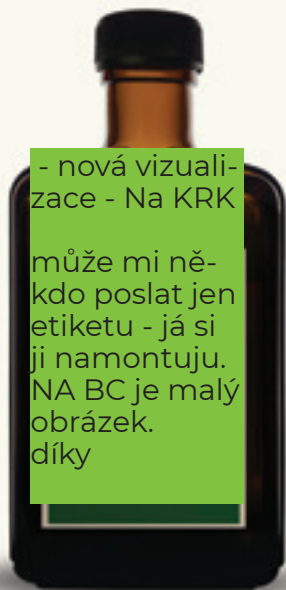 - nová vizuali-
zace - Na KRK
může mi ně-
kdo poslat jen
etiketu - já si
ji namontuju.
NA BC je malý
obrázek.
díky